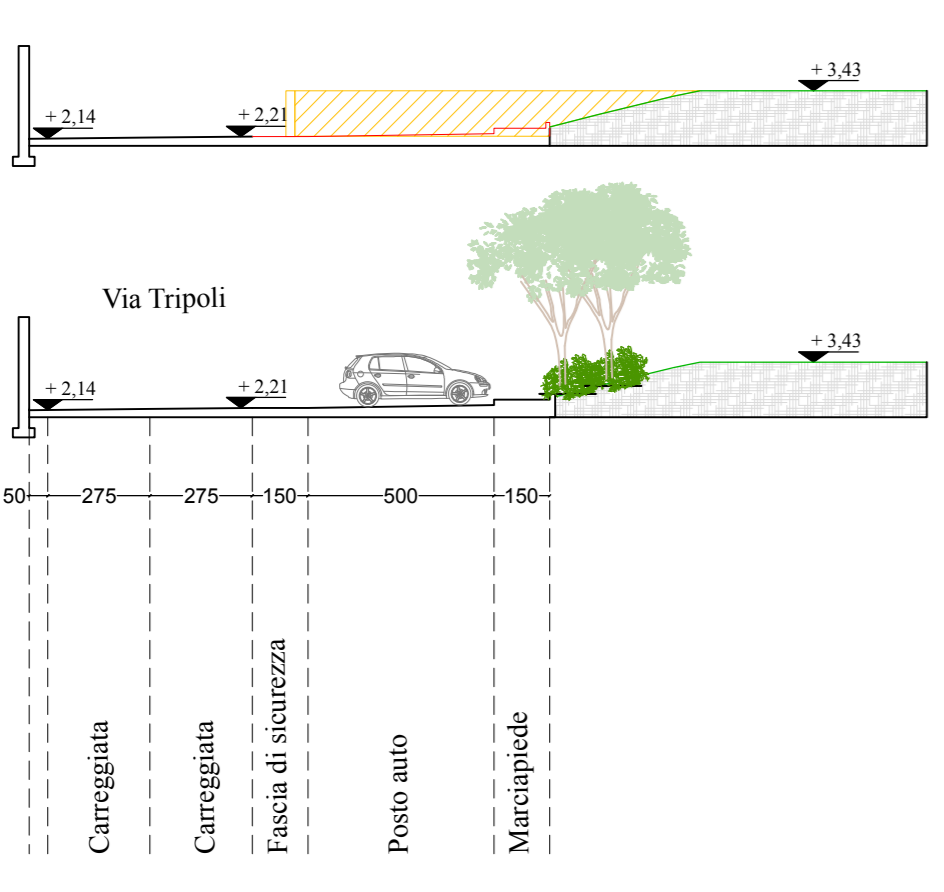 + 3,43
+ 2,14
+ 2,21
Via Tripoli
+ 3,43
+ 2,14
+ 2,21
50
275
275
150
500
150
Carreggiata
Carreggiata
Fascia di sicurezza
Posto auto
Marciapiede